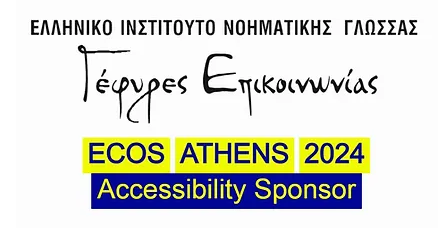 ΕΛΛΗΝΙΚΟ ΙΝΣΤΙΤΟΥΤΟ ΝΟΗΜΑΤΙΚΗΣ ΓΛΩΣΣΑΣ
Γέφυρες Επικοινωνίας
ECOS ATHENS 2024
Accessibility Sponsor